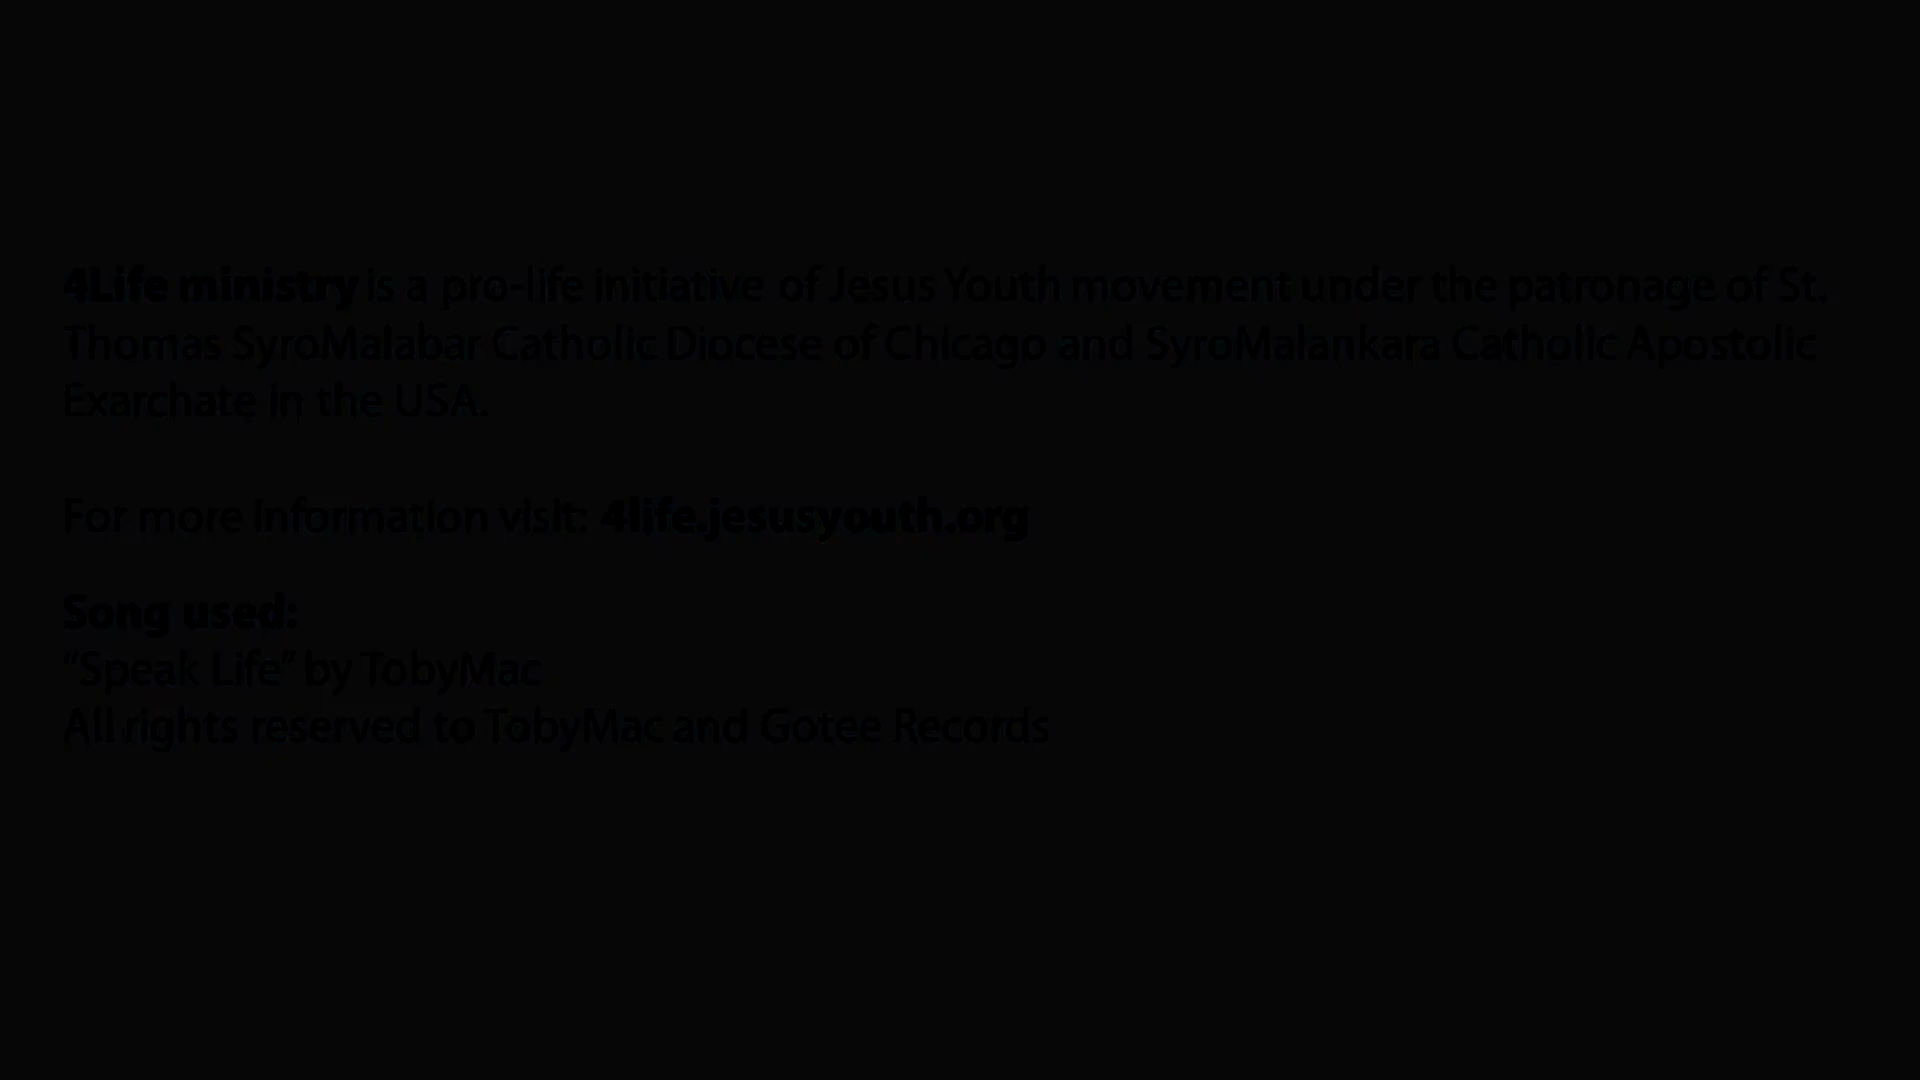 4Life ministry is a pro-life initiative of Jesus Youth movement under the patronage of St.
Thomas SyroMalabar Catholic Diocese of Chicago and SyroMalankara Catholic Apostolic
Exarchate in the USA.
For more information visit: 4life.jesusyouth.org
Song used:
“Speak Life” by TobyMac
All rights reserved to TobyMac and Gotee Records